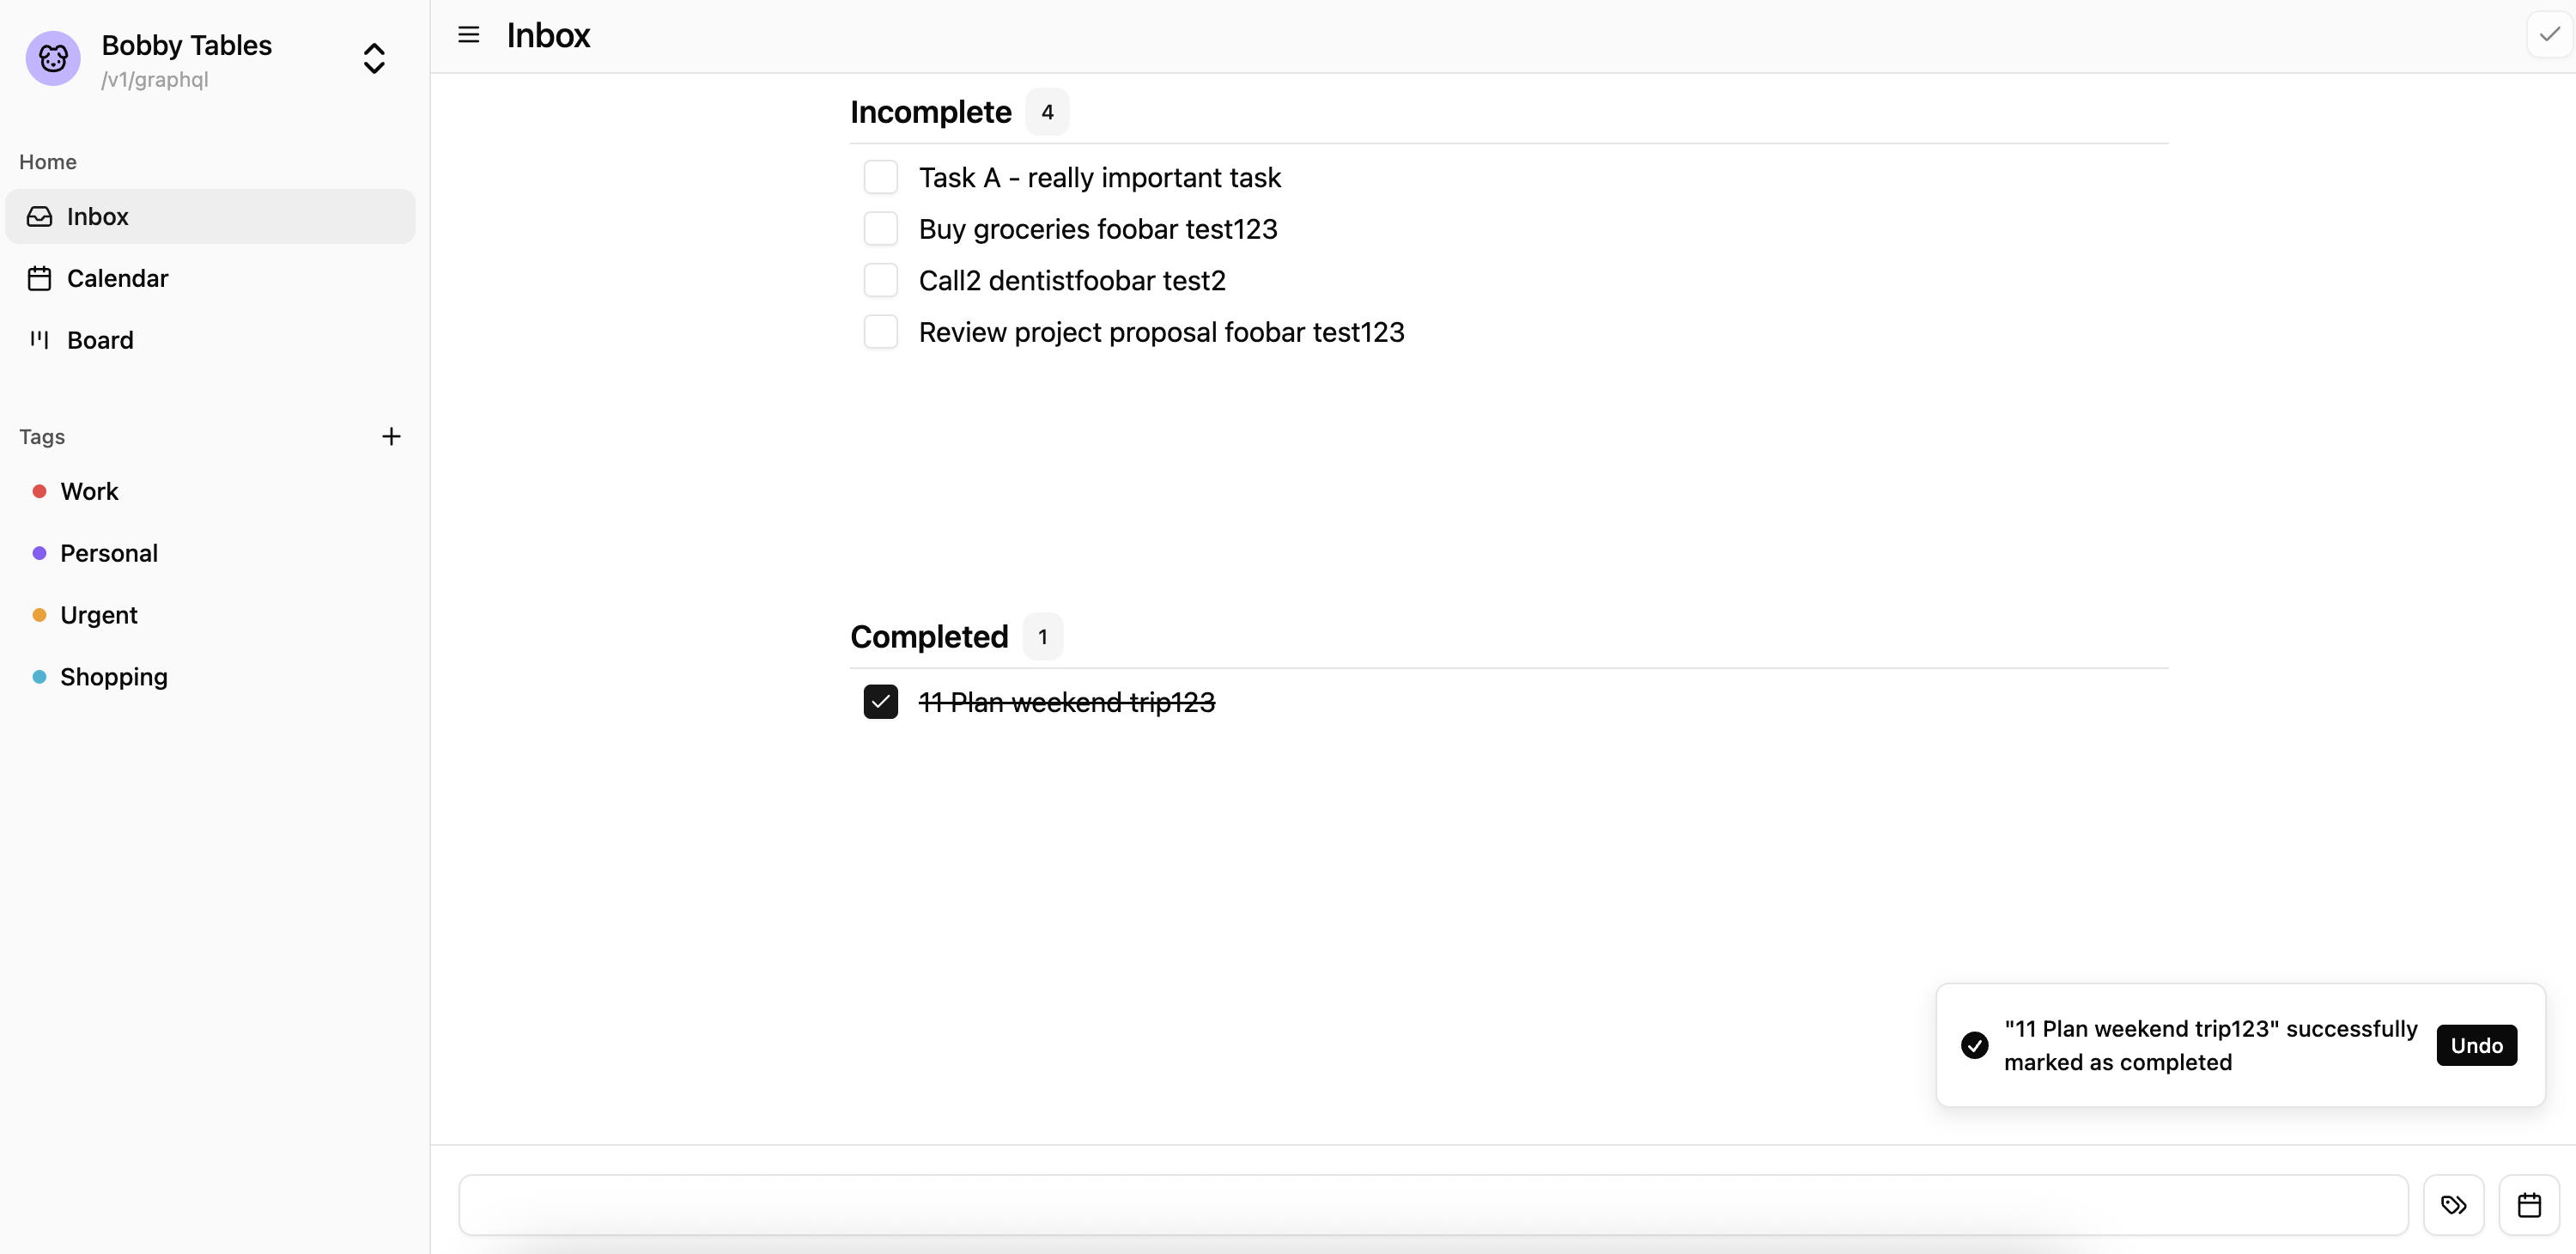 Bobby Tables
/v1/graphql
Home
Inbox
Calendar
Board
Tags
Work
Personal
Urgent
Shopping
Inbox
Incomplete 4
Task A - really important task
Buy groceries foobar test123
Call2 dentistfoobar test2
Review project proposal foobar test123
Completed 1
11 Plan weekend trip123
"11 Plan weekend trip123" successfully
marked as completed
Undo